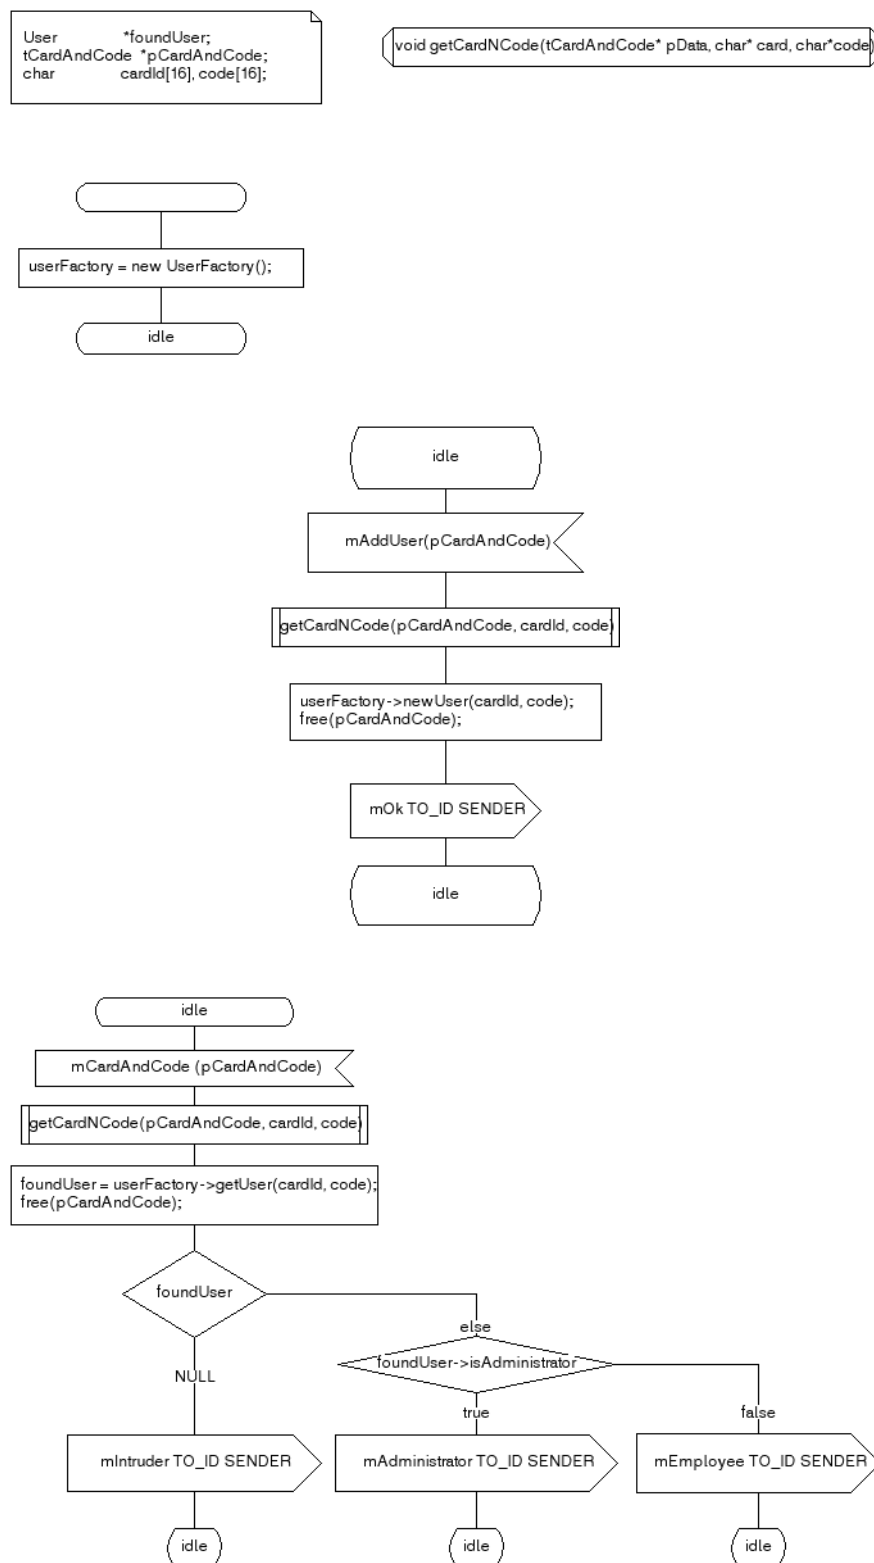 User *foundUser;
tCardAndCode *pCardAndCode;
char cardId[16], code[16];
void getCardNCode(tCardAndCode* pData, char* card, char*code)
userFactory = new UserFactory();
idle
idle
mAddUser(pCardAndCode)
getCardNCode(pCardAndCode, cardId, code)
userFactory->newUser(cardId, code);
free(pCardAndCode);
mOk TO_ID SENDER
idle
idle
mCardAndCode (pCardAndCode)
getCardNCode(pCardAndCode, cardId, code)
foundUser = userFactory->getUser(cardId, code);
free(pCardAndCode);
foundUser
else
foundUser->isAdministrator
NULL
true
false
mIntruder TO_ID SENDER
mAdministrator TO_ID SENDER
mEmployee TO_ID SENDER
idle
idle
idle